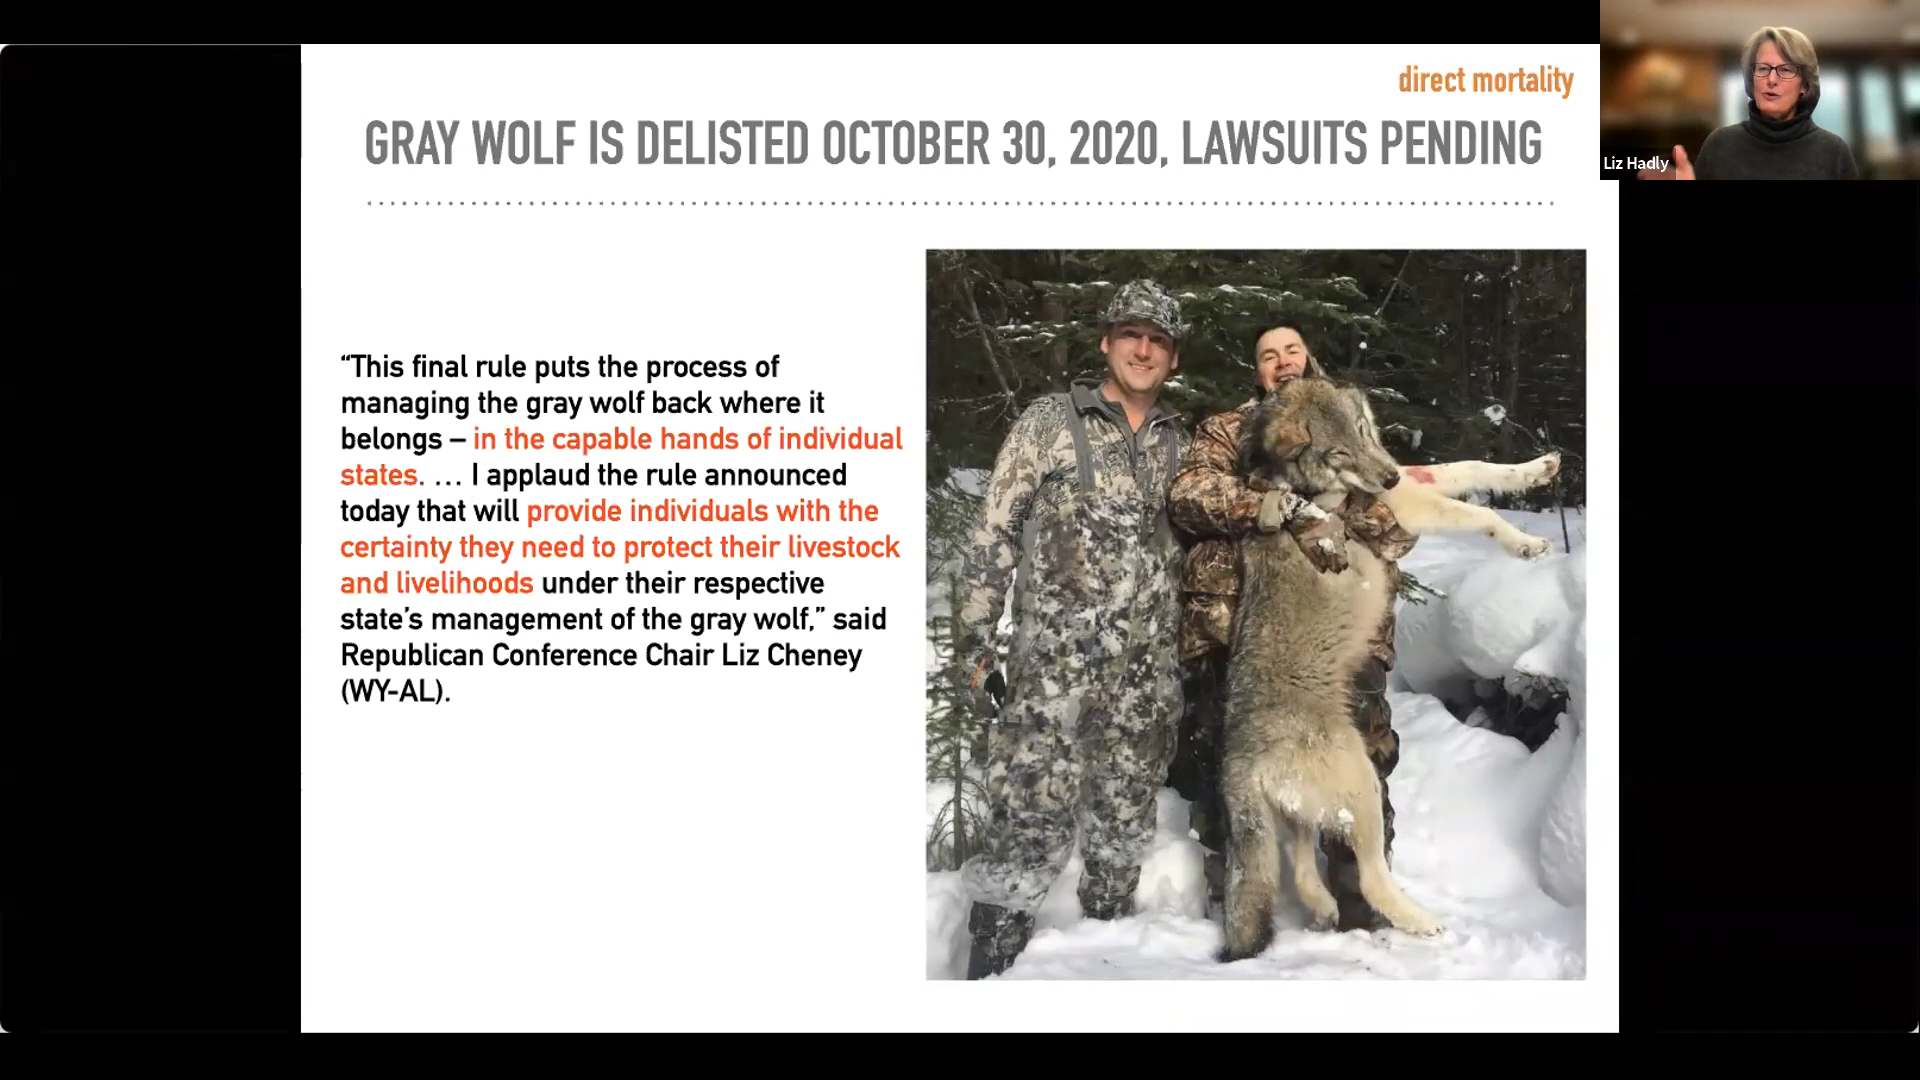 direct mortality
GRAY WOLF IS DELISTED OCTOBER 30, 2020, LAWSUITS PENDING
Liz Hadly
“This final rule puts the process of
managing the gray wolf back where it
belongs – in the capable hands of individual
states. … I applaud the rule announced
today that will provide individuals with the
certainty they need to protect their livestock
and livelihoods under their respective
state’s management of the gray wolf,” said
Republican Conference Chair Liz Cheney
(WY-AL).